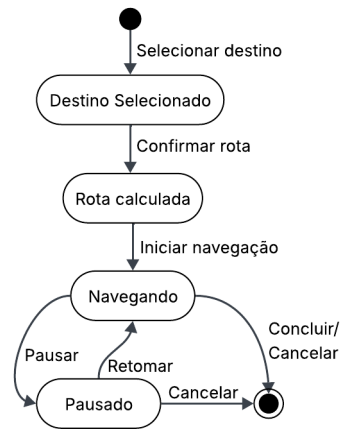 Selecionar destino
Destino Selecionado
Confirmar rota
Rota calculada
Iniciar navegação
Navegando
Concluir/
Cancelar
Pausar
Retomar
Cancelar
Pausado